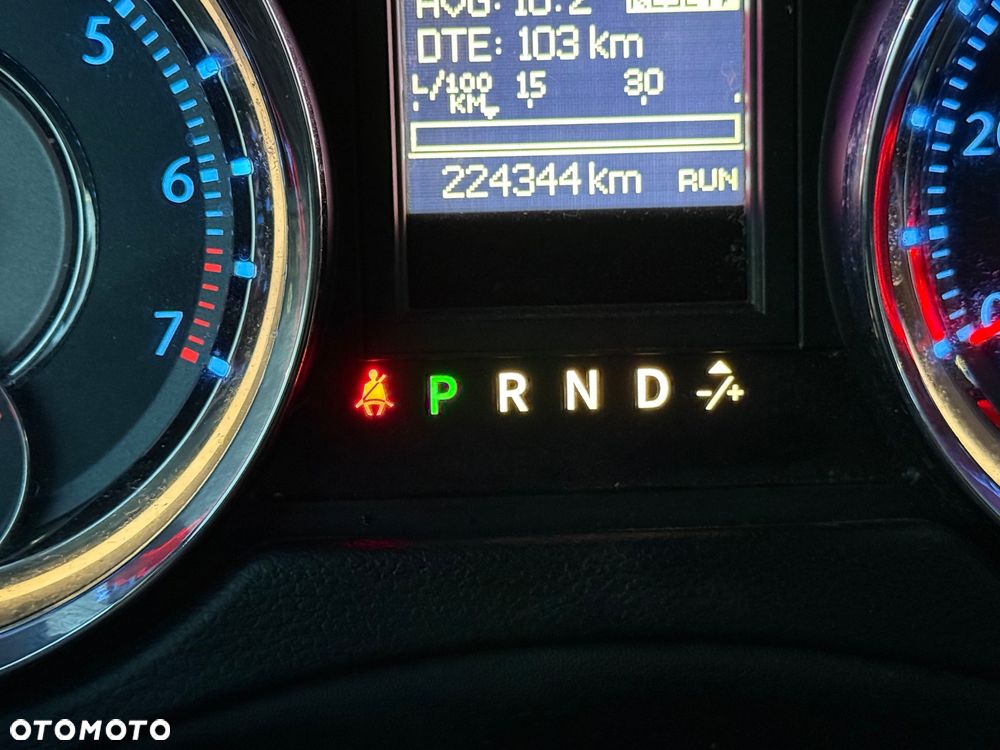 5
6
7
DTE: 103 km
L/100
KM
15
30
224344 km
RUN
P R N D -/+
OTOMOTO